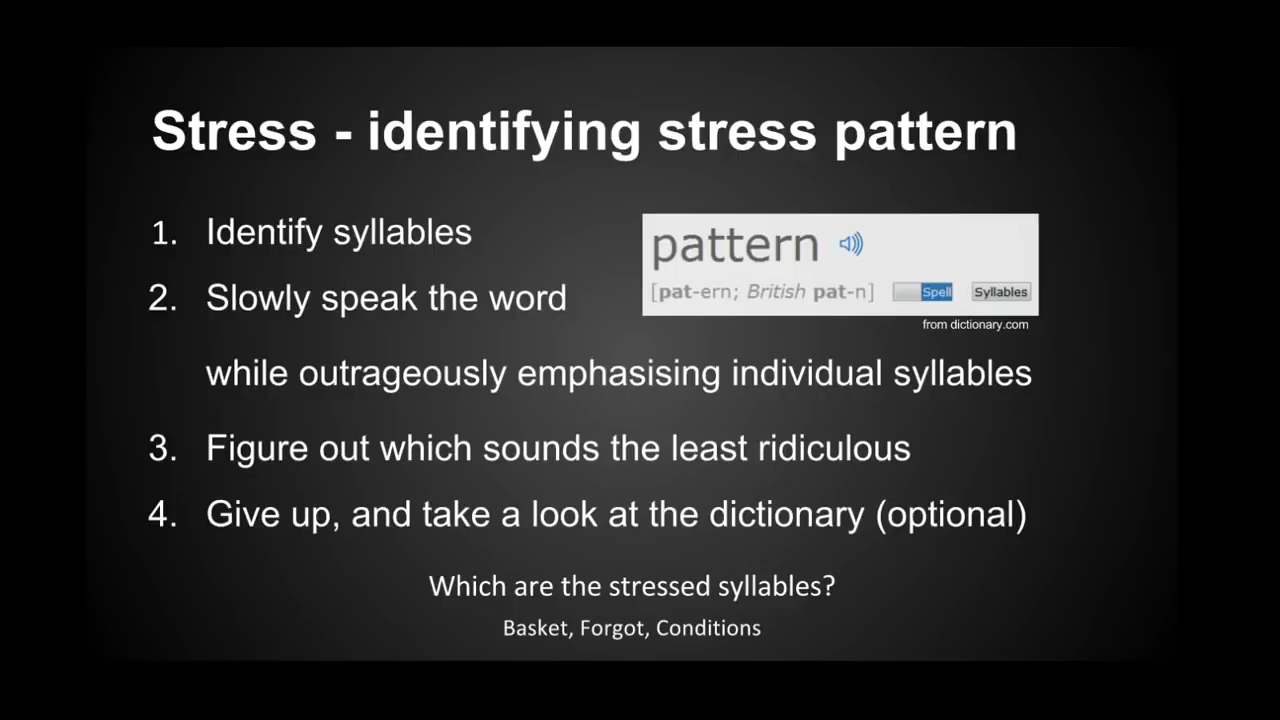 Stress - identifying stress pattern
1. Identify syllables
pattern
2. Slowly speak the word
[pat-ern; British pat-n] Spell Syllables
from dictionary.com
while outrageously emphasising individual syllables
3. Figure out which sounds the least ridiculous
4. Give up, and take a look at the dictionary (optional)
Which are the stressed syllables?
Basket, Forgot, Conditions